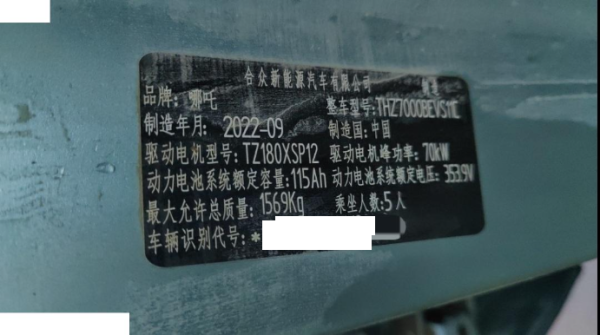 合众新能源汽车有限公司 制造
品牌: 哪吒 整车型号: THZ7000BEVS11E
制造年月: 2022-09 制造国: 中国
驱动电机型号: TZ180XSP12 驱动电机峰功率: 70kW
动力电池系统额定容量: 115Ah 动力电池系统额定电压: 353.9V
最大允许总质量: 1569Kg 乘坐人数: 5人
车辆识别代号: *